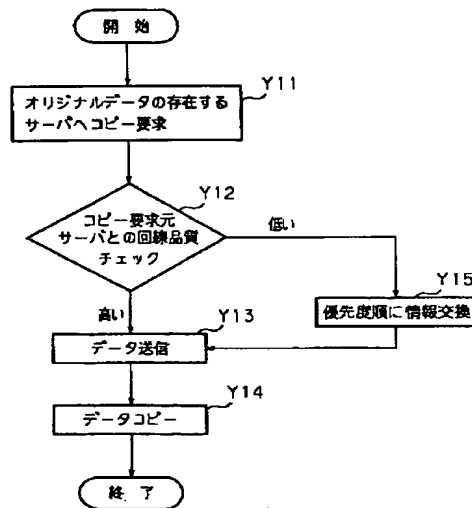 開始
Y11
オリジナルデータの存在する
サーバへコピー要求
Y12
コピー要求元
サーバとの回線品質
チェック
低い
Y15
優先度順に情報交換
高い
Y13
データ送信
Y14
データコピー
終了